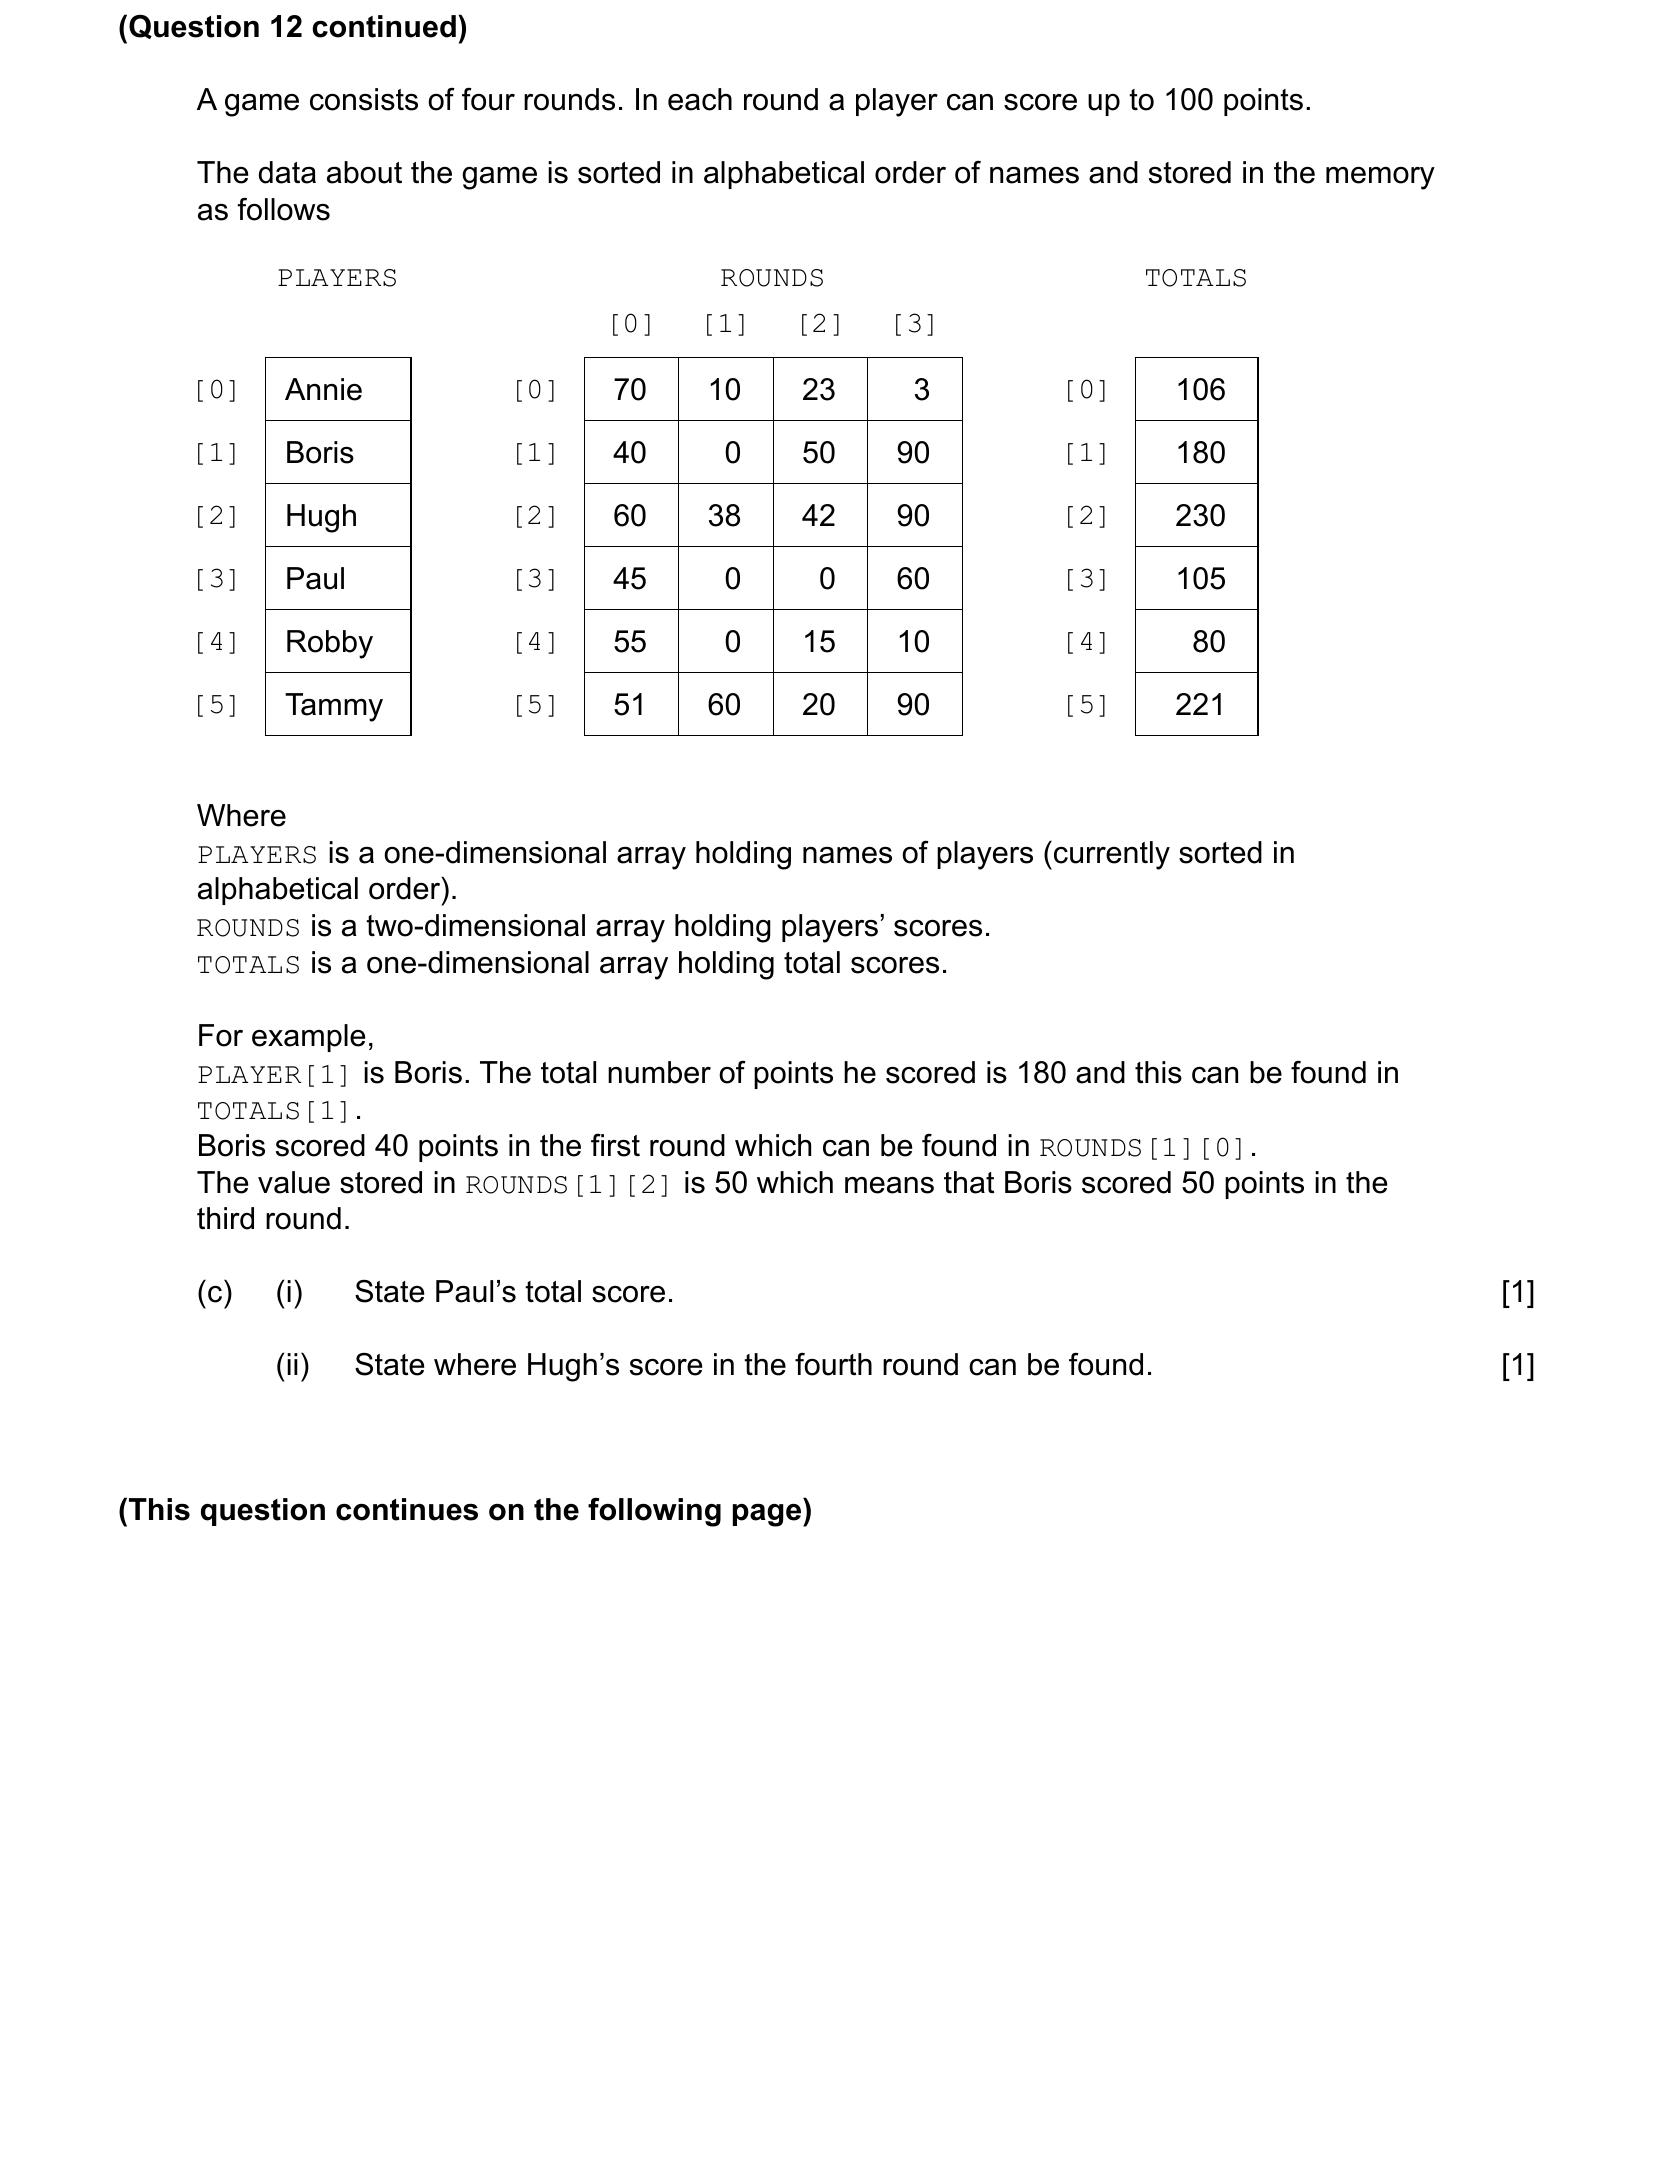 (Question 12 continued)
A game consists of four rounds. In each round a player can score up to 100 points.
The data about the game is sorted in alphabetical order of names and stored in the memory
as follows
PLAYERS ROUNDS TOTALS
[0] [1] [2] [3]
[0] Annie [0] 70 10 23 3 [0] 106
[1] Boris [1] 40 0 50 90 [1] 180
[2] Hugh [2] 60 38 42 90 [2] 230
[3] Paul [3] 45 0 0 60 [3] 105
[4] Robby [4] 55 0 15 10 [4] 80
[5] Tammy [5] 51 60 20 90 [5] 221
Where
PLAYERS is a one-dimensional array holding names of players (currently sorted in
alphabetical order).
ROUNDS is a two-dimensional array holding players’ scores.
TOTALS is a one-dimensional array holding total scores.
For example,
PLAYER[1] is Boris. The total number of points he scored is 180 and this can be found in
TOTALS[1].
Boris scored 40 points in the first round which can be found in ROUNDS[1][0].
The value stored in ROUNDS[1][2] is 50 which means that Boris scored 50 points in the
third round.
(c) (i) State Paul’s total score. [1]
(ii) State where Hugh’s score in the fourth round can be found. [1]
(This question continues on the following page)